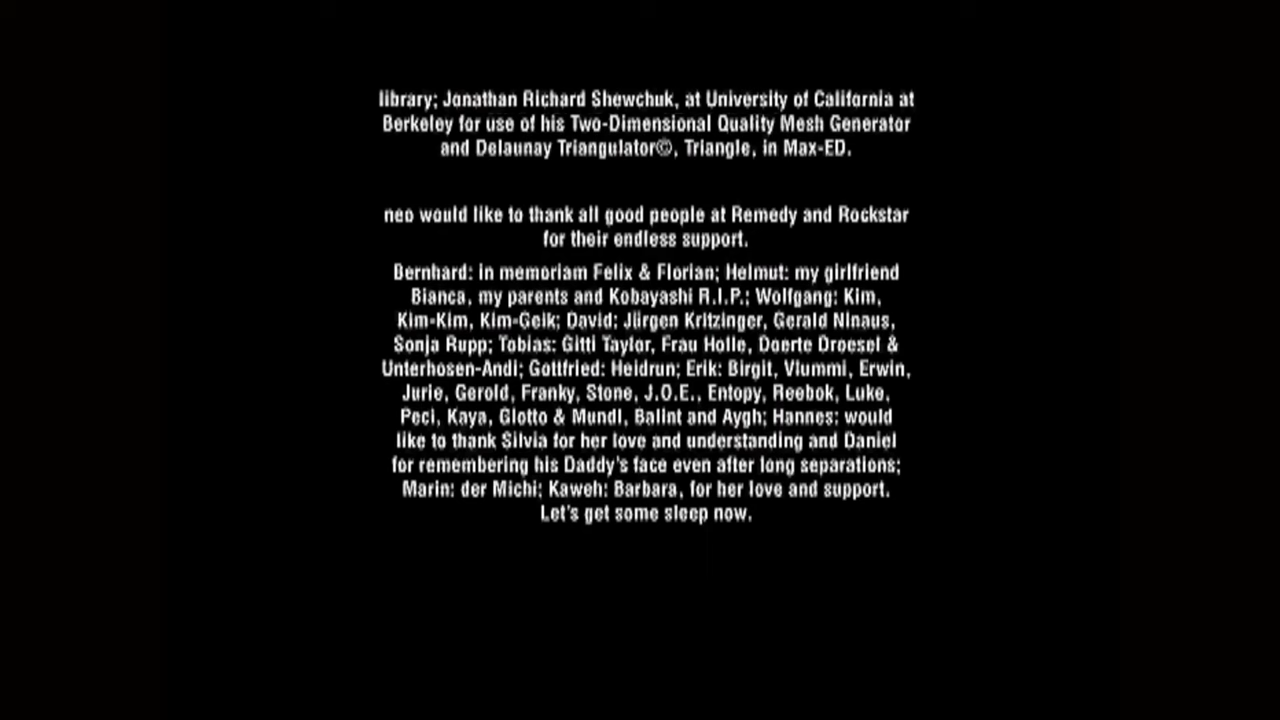 library; Jonathan Richard Shewchuk, at University of California at
Berkeley for use of his Two-Dimensional Quality Mesh Generator
and Delaunay Triangulator©, Triangle, in Max-ED.
neo would like to thank all good people at Remedy and Rockstar
for their endless support.
Bernhard: in memoriam Felix & Florian; Helmut: my girlfriend
Bianca, my parents and Kobayashi R.I.P.; Wolfgang: Kim,
Kim-Kim, Kim-Geik; David: Jürgen Kritzinger, Gerald Ninaus,
Sonja Rupp; Tobias: Gitti Taylor, Frau Holle, Doerte Droesel &
Unterhosen-Andi; Gottfried: Heidrun; Erik: Birgit, Vlummi, Erwin,
Jurie, Gerold, Franky, Stone, J.O.E., Entopy, Reebok, Luke,
Peci, Kaya, Giotto & Mundl, Balint and Aygh; Hannes: would
like to thank Silvia for her love and understanding and Daniel
for remembering his Daddy's face even after long separations;
Marin: der Michi; Kaweh: Barbara, for her love and support.
Let's get some sleep now.